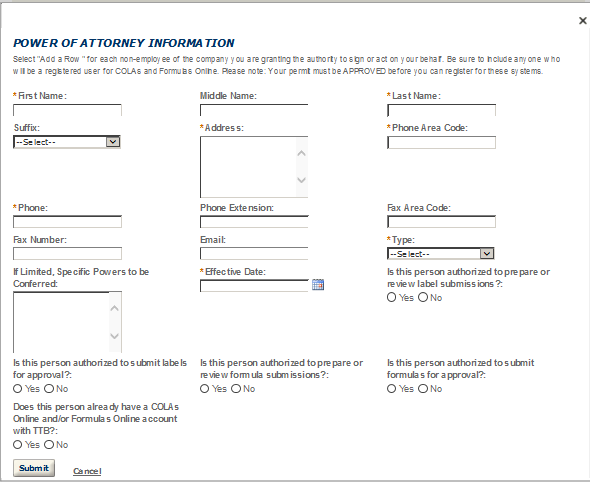 POWER OF ATTORNEY INFORMATION
Select "Add a Row" for each non-employee of the company you are granting the authority to sign or act on your behalf. Be sure to include anyone who
will be a registered user for COLAs and Formulas Online. Please note: Your permit must be APPROVED before you can register for these systems.
*First Name: Middle Name: *Last Name:
Suffix: *Address: *Phone Area Code:
--Select--
*Phone: Phone Extension: Fax Area Code:
Fax Number: Email: *Type:
--Select--
If Limited, Specific Powers to be
Conferred:
*Effective Date:
Is this person authorized to prepare or
review label submissions?:
Yes No
Is this person authorized to submit labels
for approval?:
Yes No
Is this person authorized to prepare or
review formula submissions?:
Yes No
Is this person authorized to submit
formulas for approval?:
Yes No
Does this person already have a COLAs
Online and/or Formulas Online account
with TTB?:
Yes No
Submit Cancel